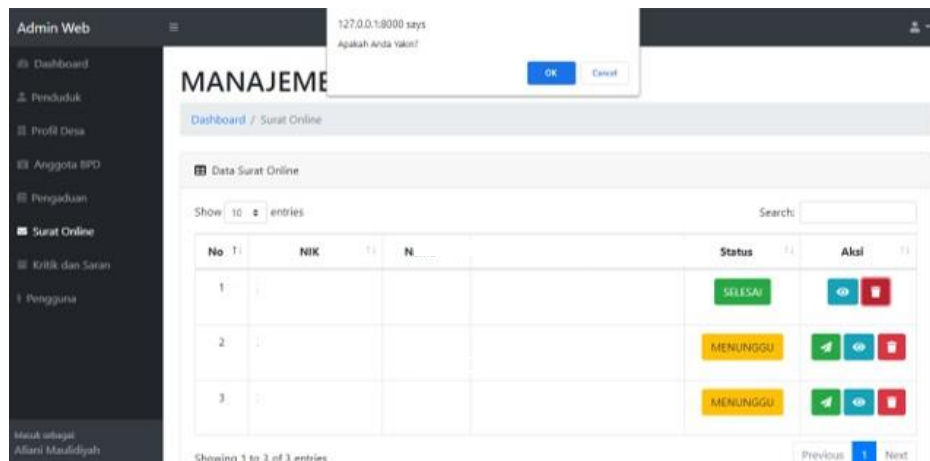 Admin Web
127.0.0.1:8000 says
Apakah Anda Yakin?
OK Cancel
Dashboard
Penduduk
Profil Desa
Anggota BPD
Pengaduan
Surat Online
Kritik dan Saran
Pengguna
Masuk sebagai:
Afiani Maulidiyah
MANAJEME
Dashboard / Surat Online
Data Surat Online
Show 10 entries
Search:
No NIK N Status Aksi
1 SELESAI
2 MENUNGGU
3 MENUNGGU
Showing 1 to 3 of 3 entries
Previous 1 Next